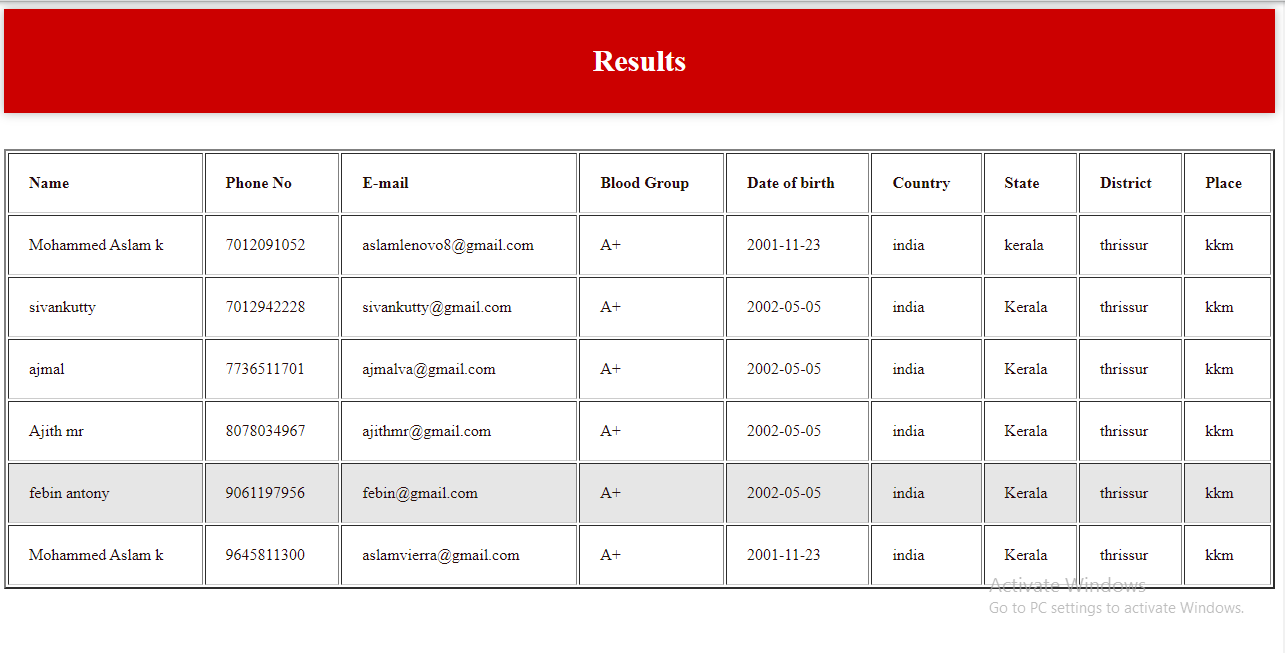 Results
Name Phone No E-mail Blood Group Date of birth Country State District Place
Mohammed Aslam k 7012091052 aslamlenovo8@gmail.com A+ 2001-11-23 india kerala thrissur kkm
sivankutty 7012942228 sivankutty@gmail.com A+ 2002-05-05 india Kerala thrissur kkm
ajmal 7736511701 ajmalva@gmail.com A+ 2002-05-05 india Kerala thrissur kkm
Ajith mr 8078034967 ajithmr@gmail.com A+ 2002-05-05 india Kerala thrissur kkm
febin antony 9061197956 febin@gmail.com A+ 2002-05-05 india Kerala thrissur kkm
Mohammed Aslam k 9645811300 aslamvierra@gmail.com A+ 2001-11-23 india Kerala thrissur kkm
Activate Windows
Go to PC settings to activate Windows.